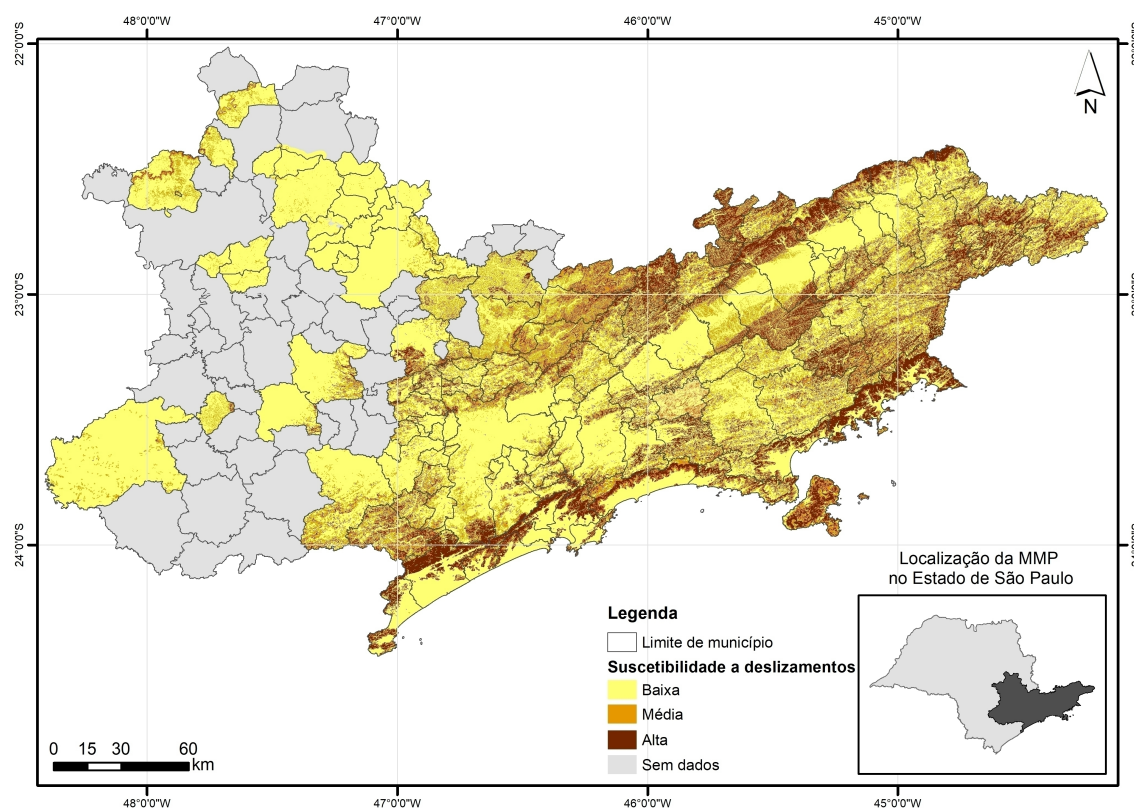 48°0'0"W 47°0'0"W 46°0'0"W 45°0'0"W
22°0'0"S
N
23°0'0"S
24°0'0"S
Localização da MMP
no Estado de São Paulo
Legenda
Limite de município
Suscetibilidade a deslizamentos
Baixa
Média
Alta
Sem dados
0 15 30 60
km
48°0'0"W 47°0'0"W 46°0'0"W 45°0'0"W